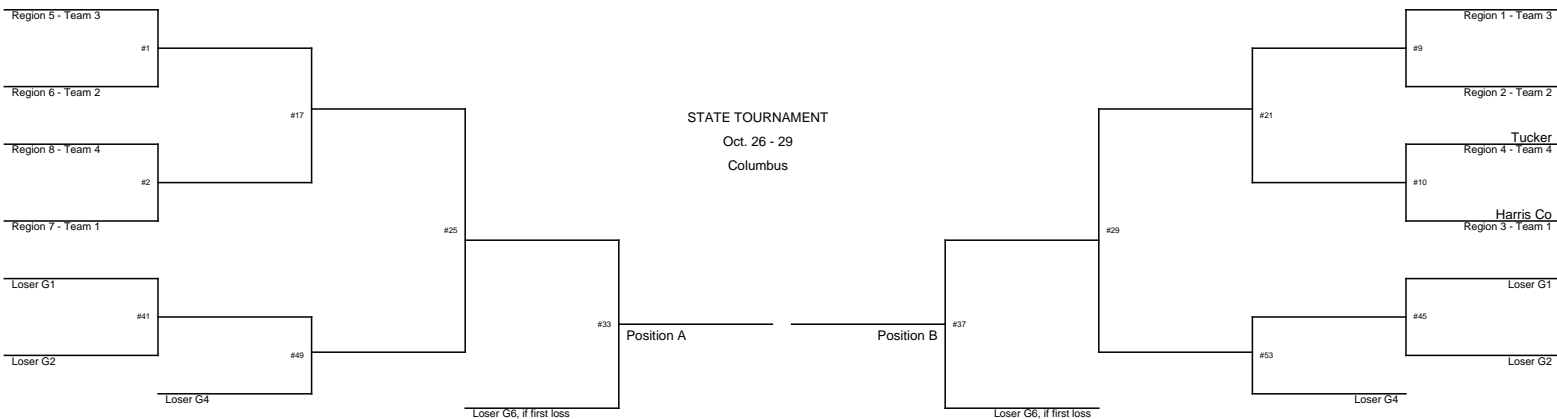 Region 5 - Team 3
#1
Region 6 - Team 2
#17
Region 8 - Team 4
#2
Region 7 - Team 1
#25
Loser G1
#41
Loser G2
#49
Loser G4
#33
Position A
Loser G6, if first loss
STATE TOURNAMENT
Oct. 26 - 29
Columbus
Region 1 - Team 3
#9
Region 2 - Team 2
#21
Tucker
Region 4 - Team 4
#10
Harris Co
Region 3 - Team 1
#29
Loser G1
#45
Loser G2
#53
Loser G4
Position B
#37
Loser G6, if first loss